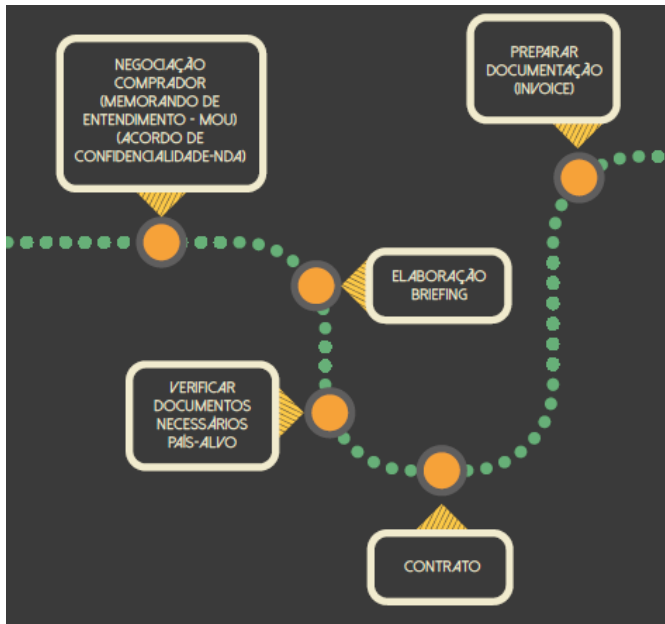 NEGOCIAÇÃO
COMPRADOR
(MEMORANDO DE
ENTENDIMENTO - MOU)
(ACORDO DE
CONFIDENCIALIDADE-NDA)
ELABORAÇÃO
BRIEFING
VERIFICAR
DOCUMENTOS
NECESSÁRIOS
PAÍS-ALVO
CONTRATO
PREPARAR
DOCUMENTAÇÃO
(INVOICE)